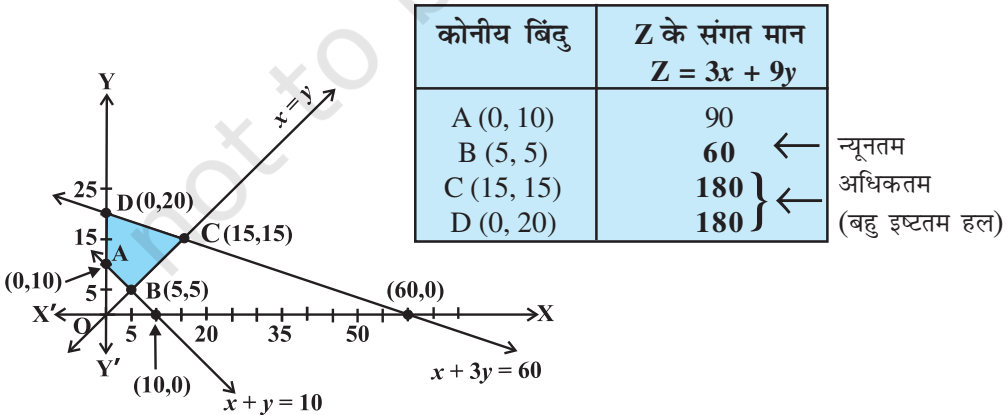 कोनीय बिंदु
Z के संगत मान
Z = 3x + 9y
A (0, 10)
90
B (5, 5)
60
न्यूनतम
C (15, 15)
180
अधिकतम
D (0, 20)
180
(बहु इष्टतम हल)
Y
x = y
25
D (0,20)
15
C (15,15)
A
(0,10)
5
B (5,5)
(60,0)
X′
O
5
20
35
50
X
Y′
(10,0)
x + 3y = 60
x + y = 10
not to b